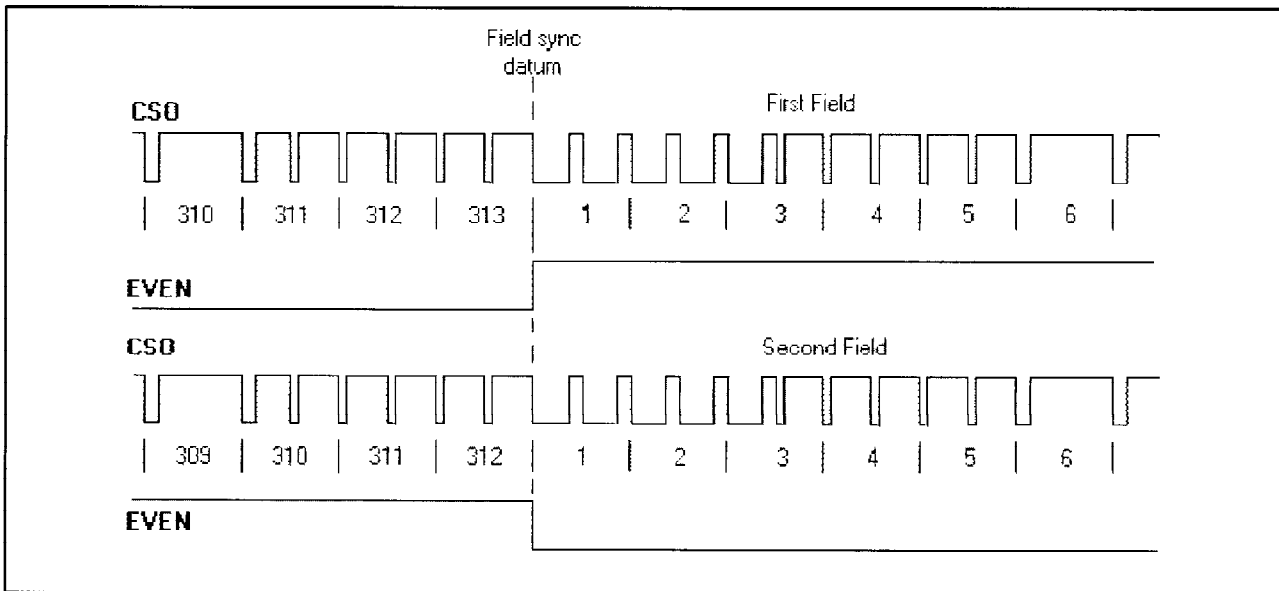 Field sync
datum
CSO
First Field
310 311 312 313 1 2 3 4 5 6
EVEN
CSO
Second Field
309 310 311 312 1 2 3 4 5 6
EVEN